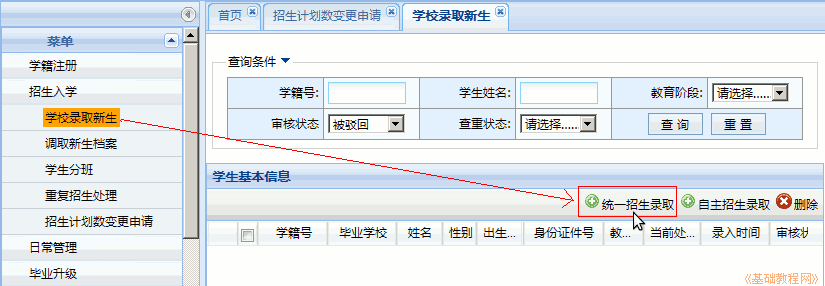 首页 招生计划数变更申请 学校录取新生
菜单
学籍注册
招生入学
学校录取新生
调取新生档案
学生分班
重复招生处理
招生计划数变更申请
日常管理
毕业升级
查询条件
学籍号: 学生姓名: 教育阶段: 请选择......
审核状态 被驳回 查重状态: 请选择...... 查询 重置
学生基本信息
统一招生录取 自主招生录取 删除
学籍号 毕业学校 姓名 性别 出生... 身份证件号 教... 当前处... 录入时间 审核状
《基础教程网》